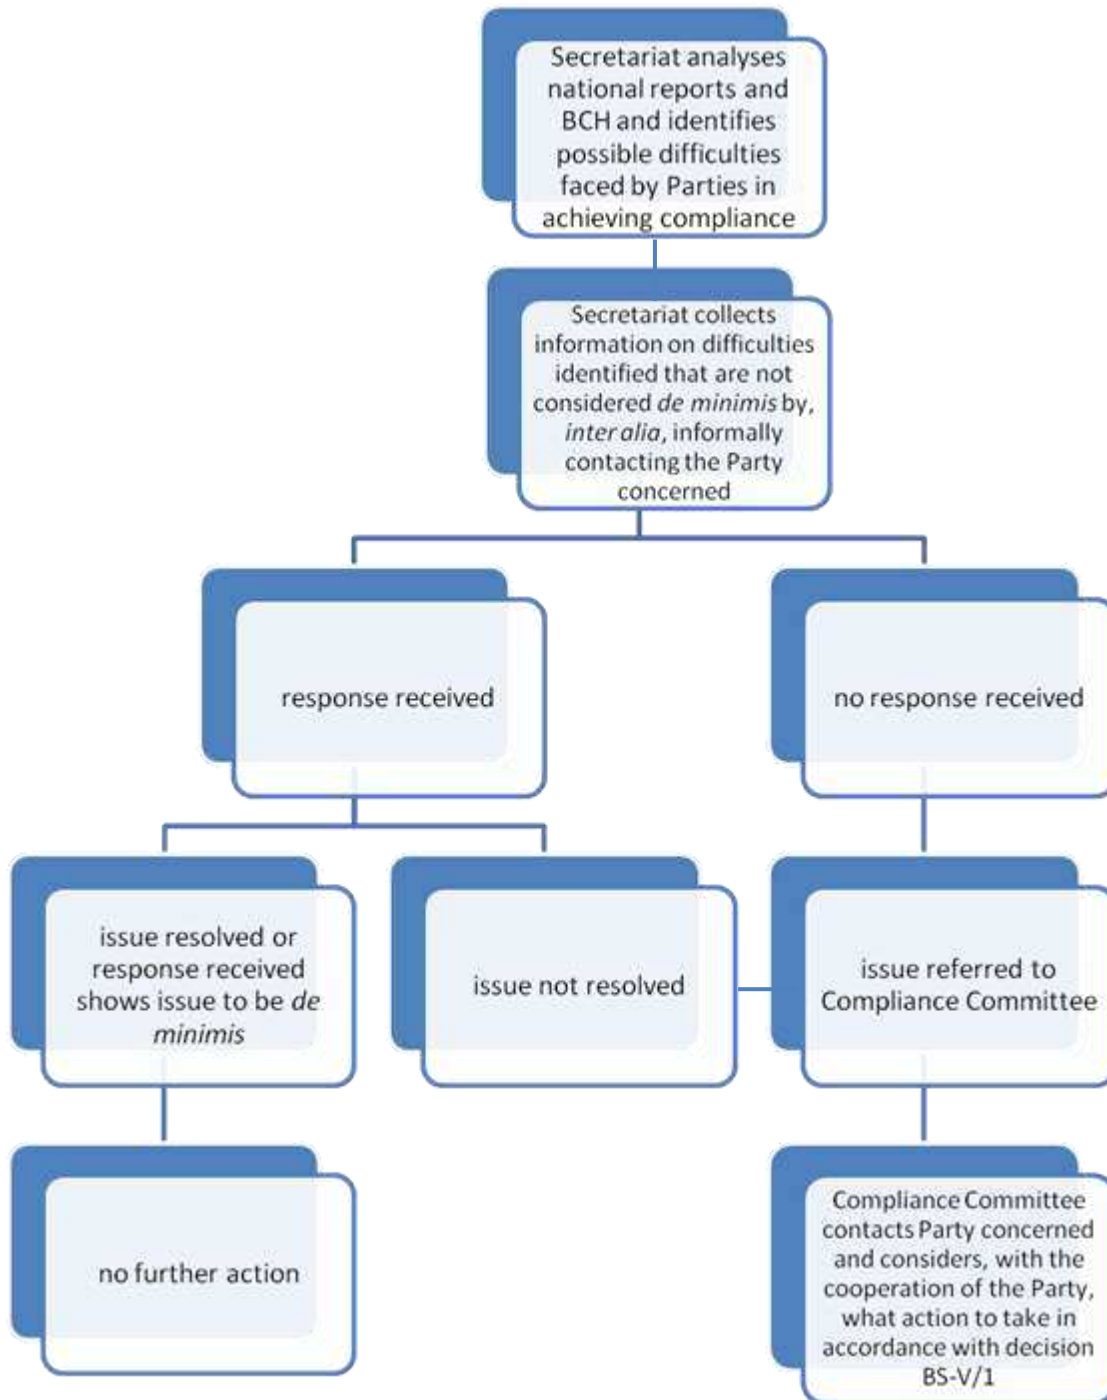 Secretariat analyses
national reports and
BCH and identifies
possible difficulties
faced by Parties in
achieving compliance
Secretariat collects
information on difficulties
identified that are not
considered de minimis by,
inter alia, informally
contacting the Party
concerned
response received
no response received
issue resolved or
response received
shows issue to be de
minimis
issue not resolved
issue referred to
Compliance Committee
no further action
Compliance Committee
contacts Party concerned
and considers, with the
cooperation of the Party,
what action to take in
accordance with decision
BS-V/1